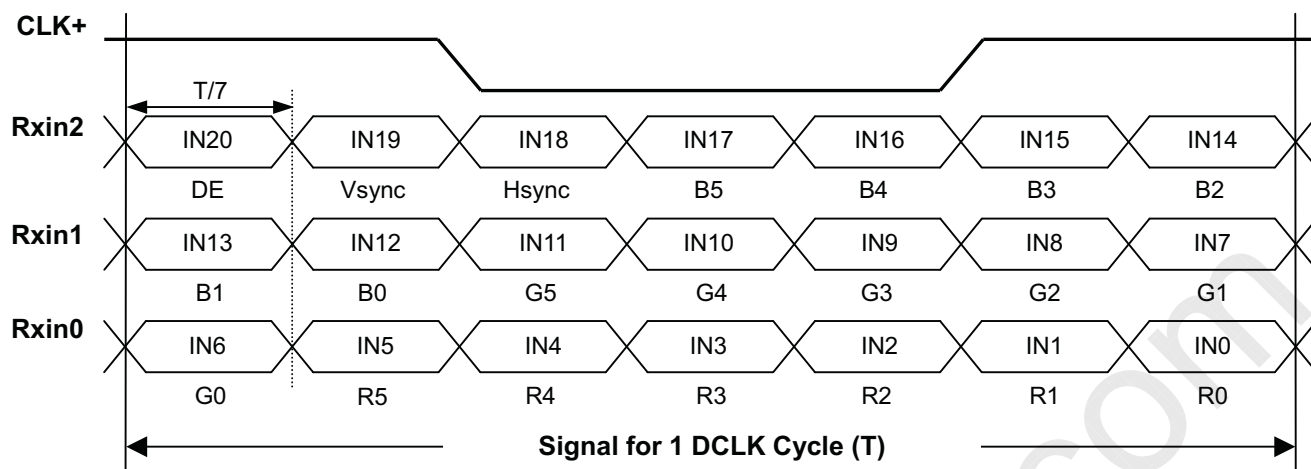 CLK+
T/7
Rxin2 IN20 IN19 IN18 IN17 IN16 IN15 IN14
DE Vsync Hsync B5 B4 B3 B2
Rxin1 IN13 IN12 IN11 IN10 IN9 IN8 IN7
B1 B0 G5 G4 G3 G2 G1
Rxin0 IN6 IN5 IN4 IN3 IN2 IN1 IN0
G0 R5 R4 R3 R2 R1 R0
Signal for 1 DCLK Cycle (T)
com